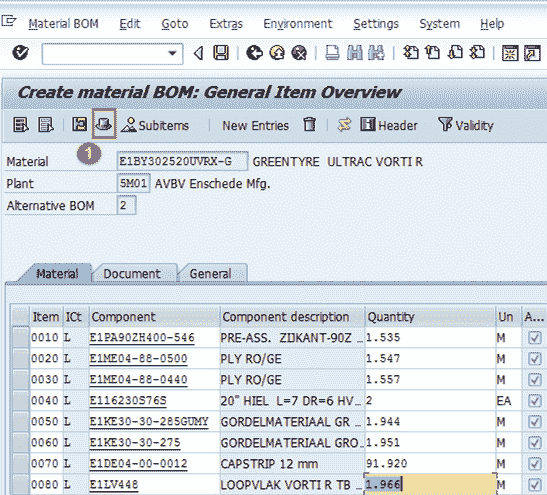 Material BOM Edit Goto Extras Environment Settings System Help
Create material BOM: General Item Overview
Subitems New Entries Header Validity
1
Material E1BY302520UVRX-G GREENTYRE ULTRAC VORTI R
Plant 5M01 AVBV Enschede Mfg.
Alternative BOM 2
Material Document General
Item ICt Component Component description Quantity Un A...
0010 L E1PA90ZH400-546 PRE-ASS. ZIJKANT-90Z ... 1.535 M
0020 L E1ME04-88-0500 PLY RO/GE 1.547 M
0030 L E1ME04-88-0440 PLY RO/GE 1.557 M
0040 L E116230S76S 20" HIEL L=7 DR=6 HV... 2 EA
0050 L E1KE30-30-285GUMY GORDELMATERIAAL GR ... 1.944 M
0060 L E1KE30-30-275 GORDELMATERIAAL GRO... 1.951 M
0070 L E1DE04-00-0012 CAPSTRIP 12 mm 91.920 M
0080 L E1LV448 LOOPVLAK VORTI R TB ... 1.966 M